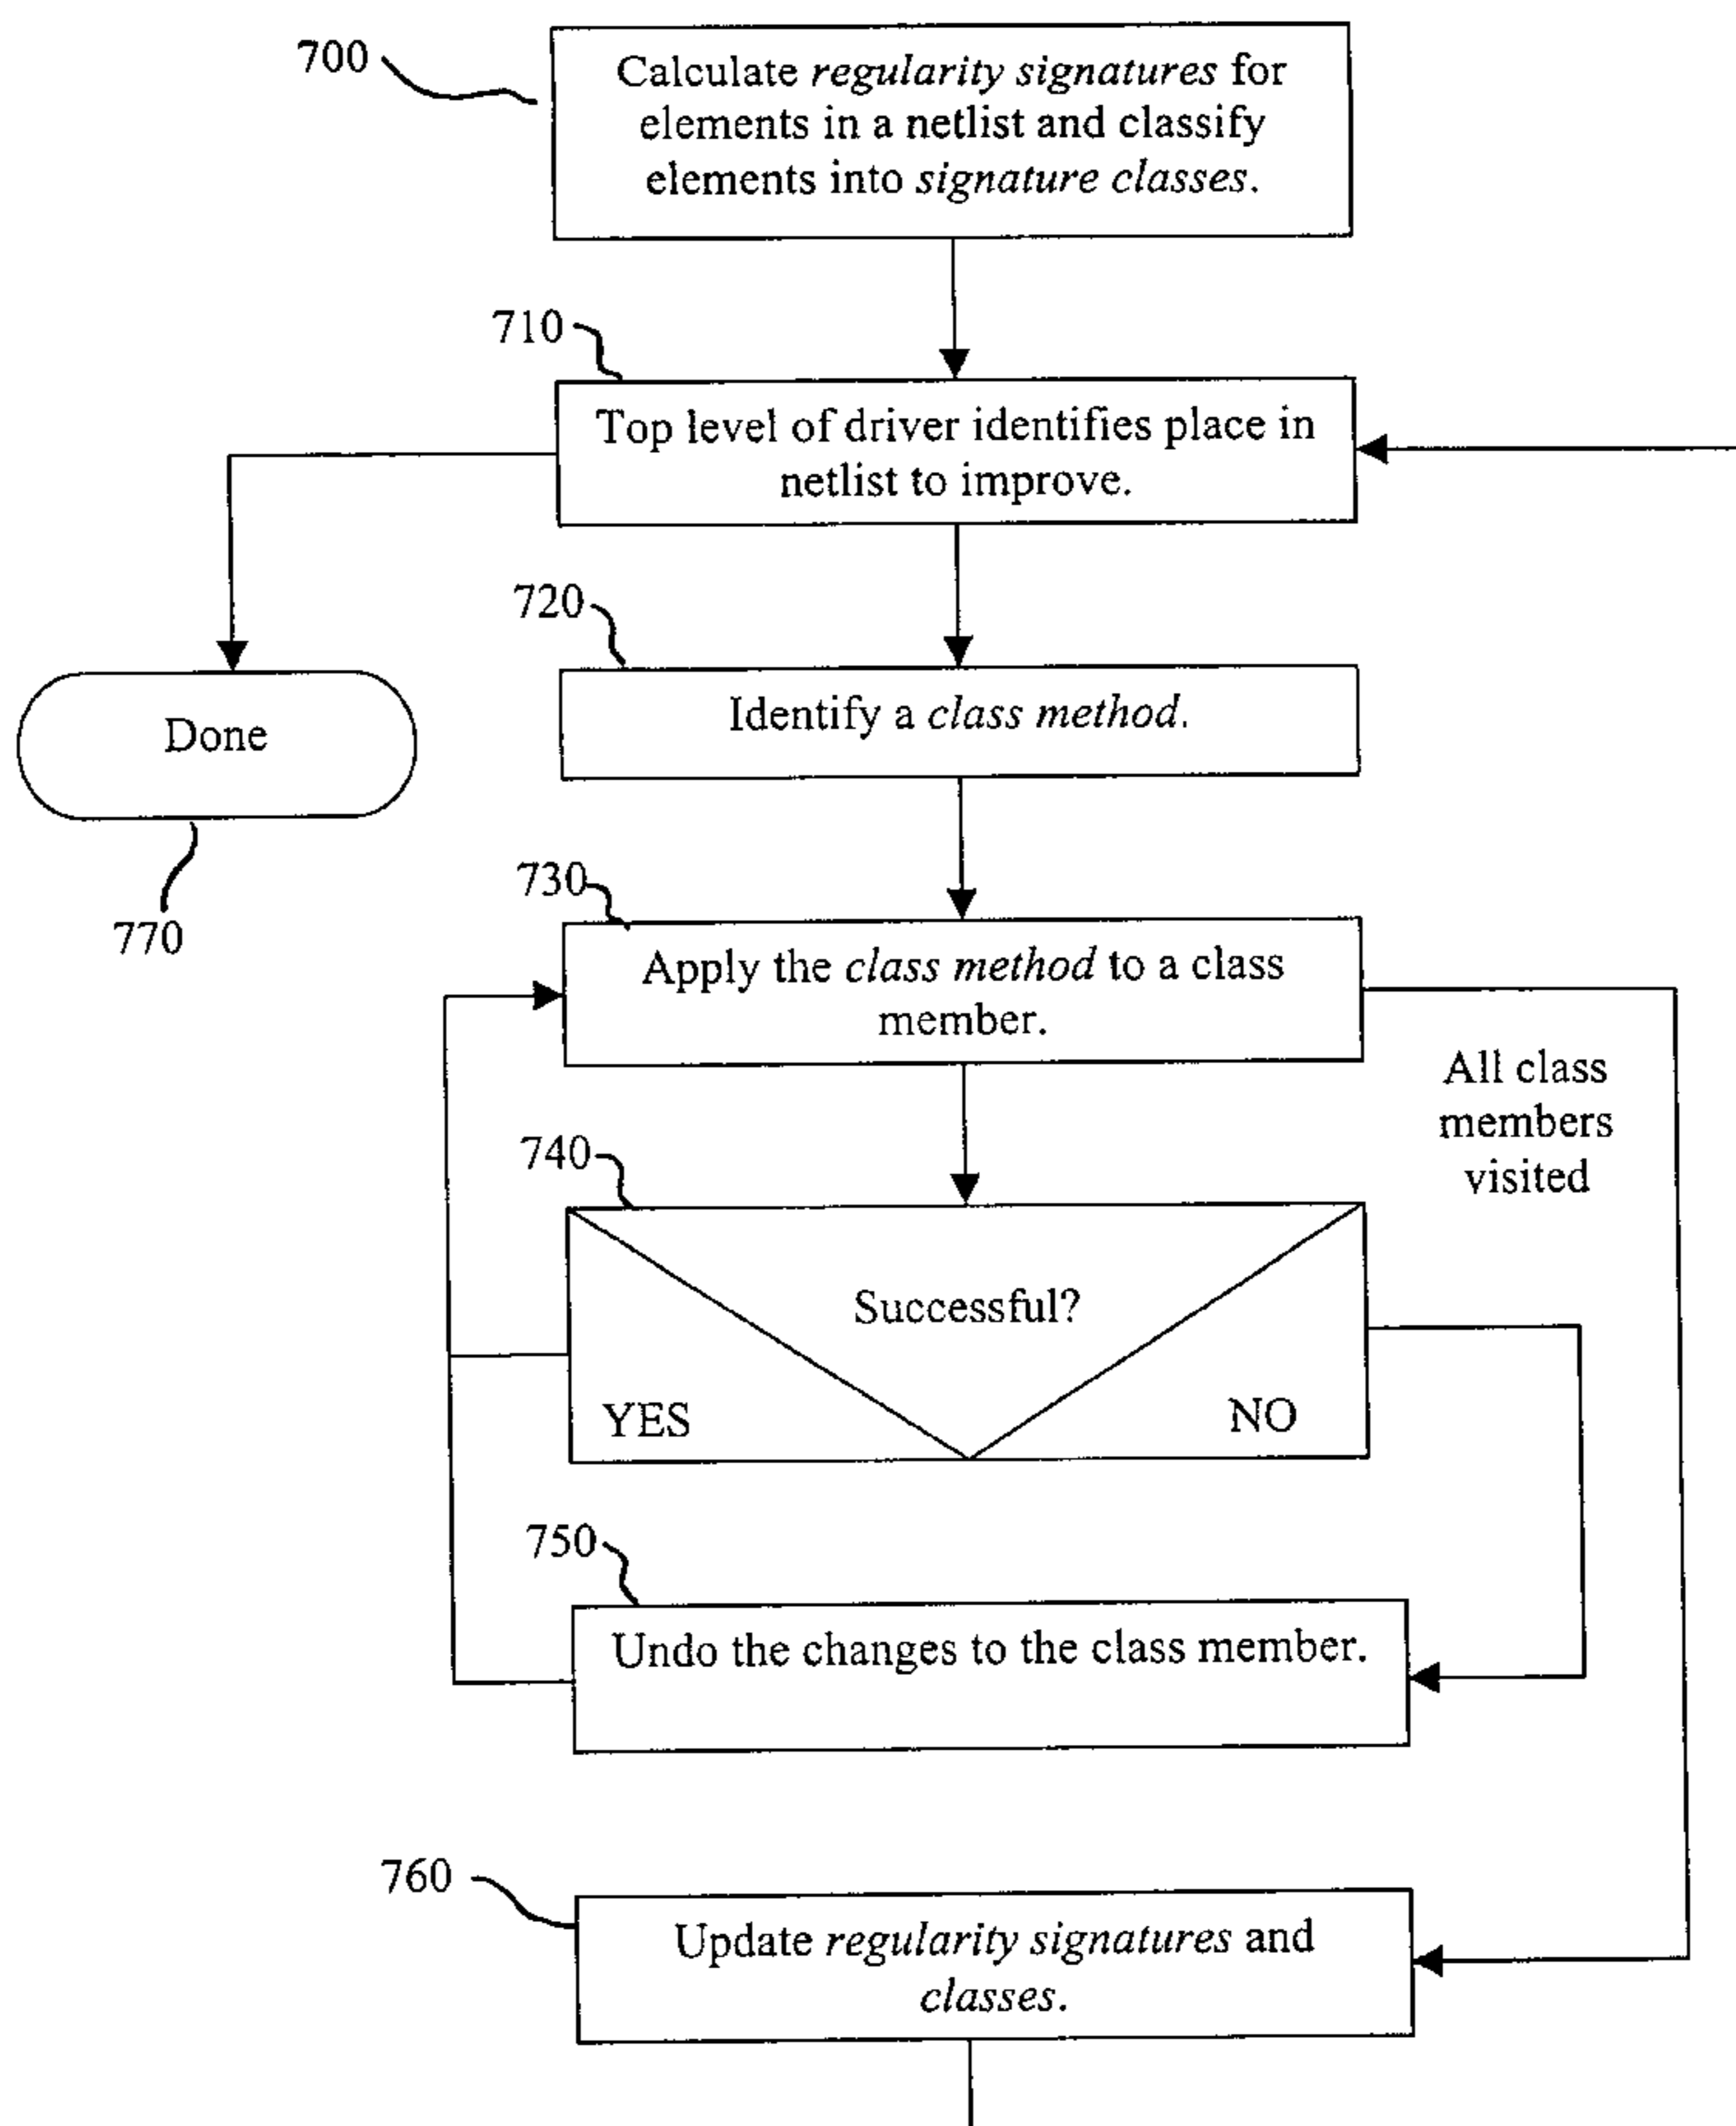 700
Calculate regularity signatures for
elements in a netlist and classify
elements into signature classes.
710
Top level of driver identifies place in
netlist to improve.
720
Identify a class method.
Done
770
730
Apply the class method to a class
member.
All class
members
visited
740
Successful?
YES
NO
750
Undo the changes to the class member.
760
Update regularity signatures and
classes.